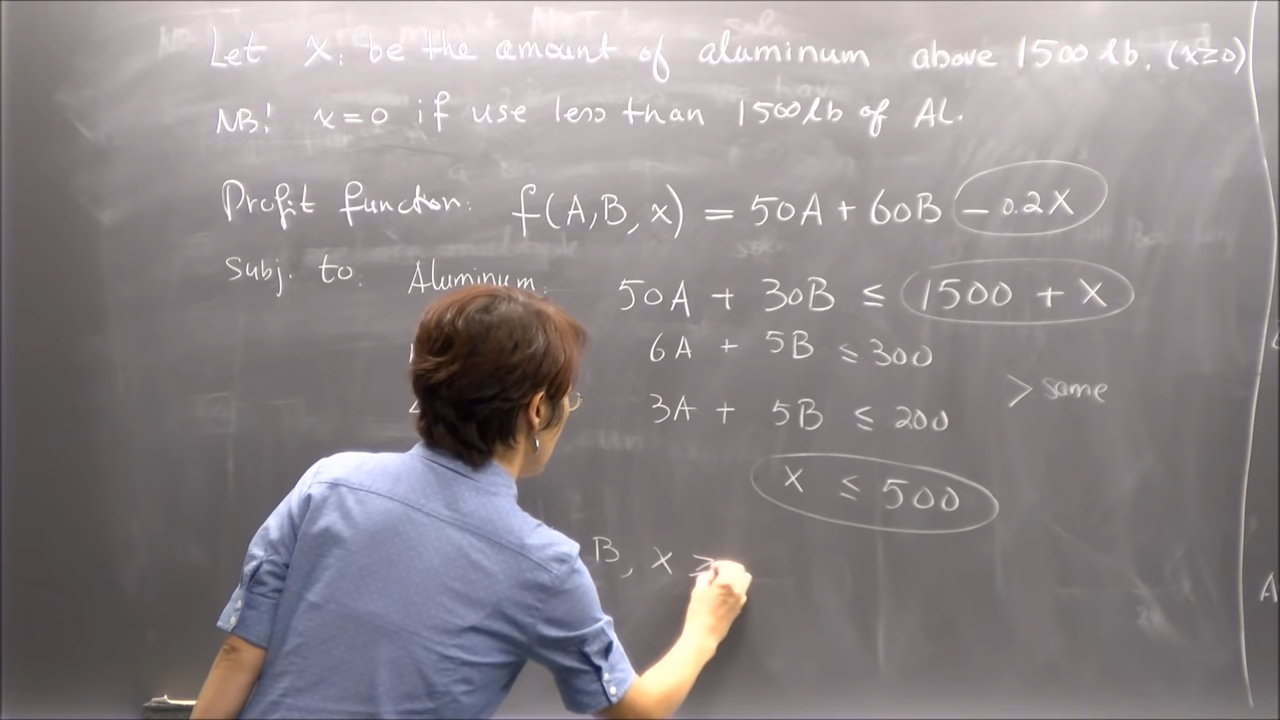 Let x: be the amount of aluminum above 1500 lb. (x≥0)
NB! x=0 if use less than 1500lb of AL.
Profit function: f(A,B,x) = 50A + 60B - 0.2X
Subj. to: Aluminum: 50A + 30B ≤ 1500 + X
6A + 5B ≤ 300
> same
3A + 5B ≤ 200
X ≤ 500
B, X ≥
A